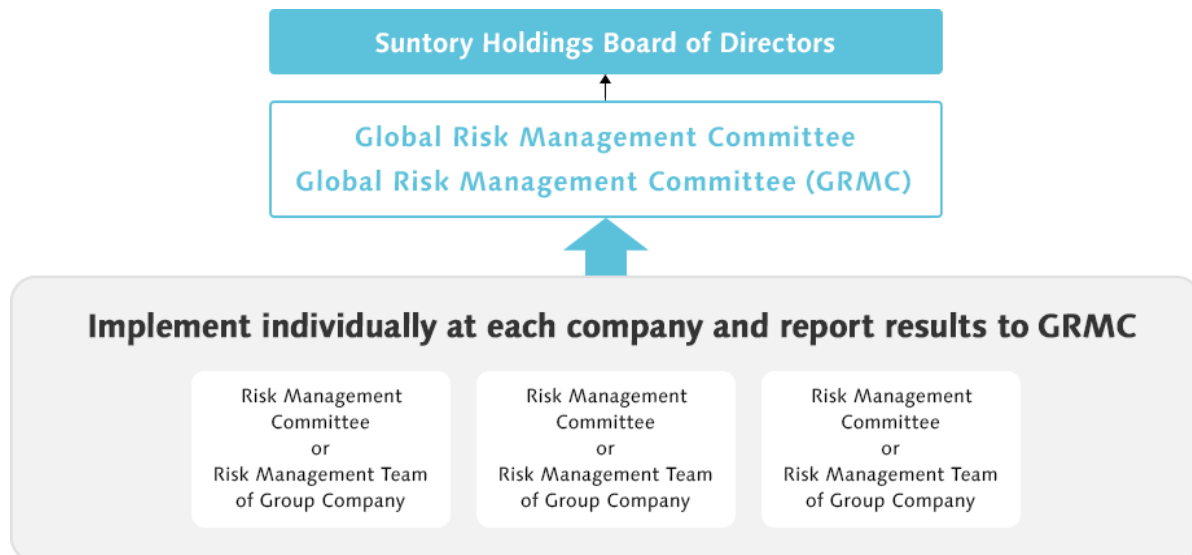 Suntory Holdings Board of Directors
Global Risk Management Committee
Global Risk Management Committee (GRMC)
Implement individually at each company and report results to GRMC
Risk Management
Committee
or
Risk Management Team
of Group Company
Risk Management
Committee
or
Risk Management Team
of Group Company
Risk Management
Committee
or
Risk Management Team
of Group Company